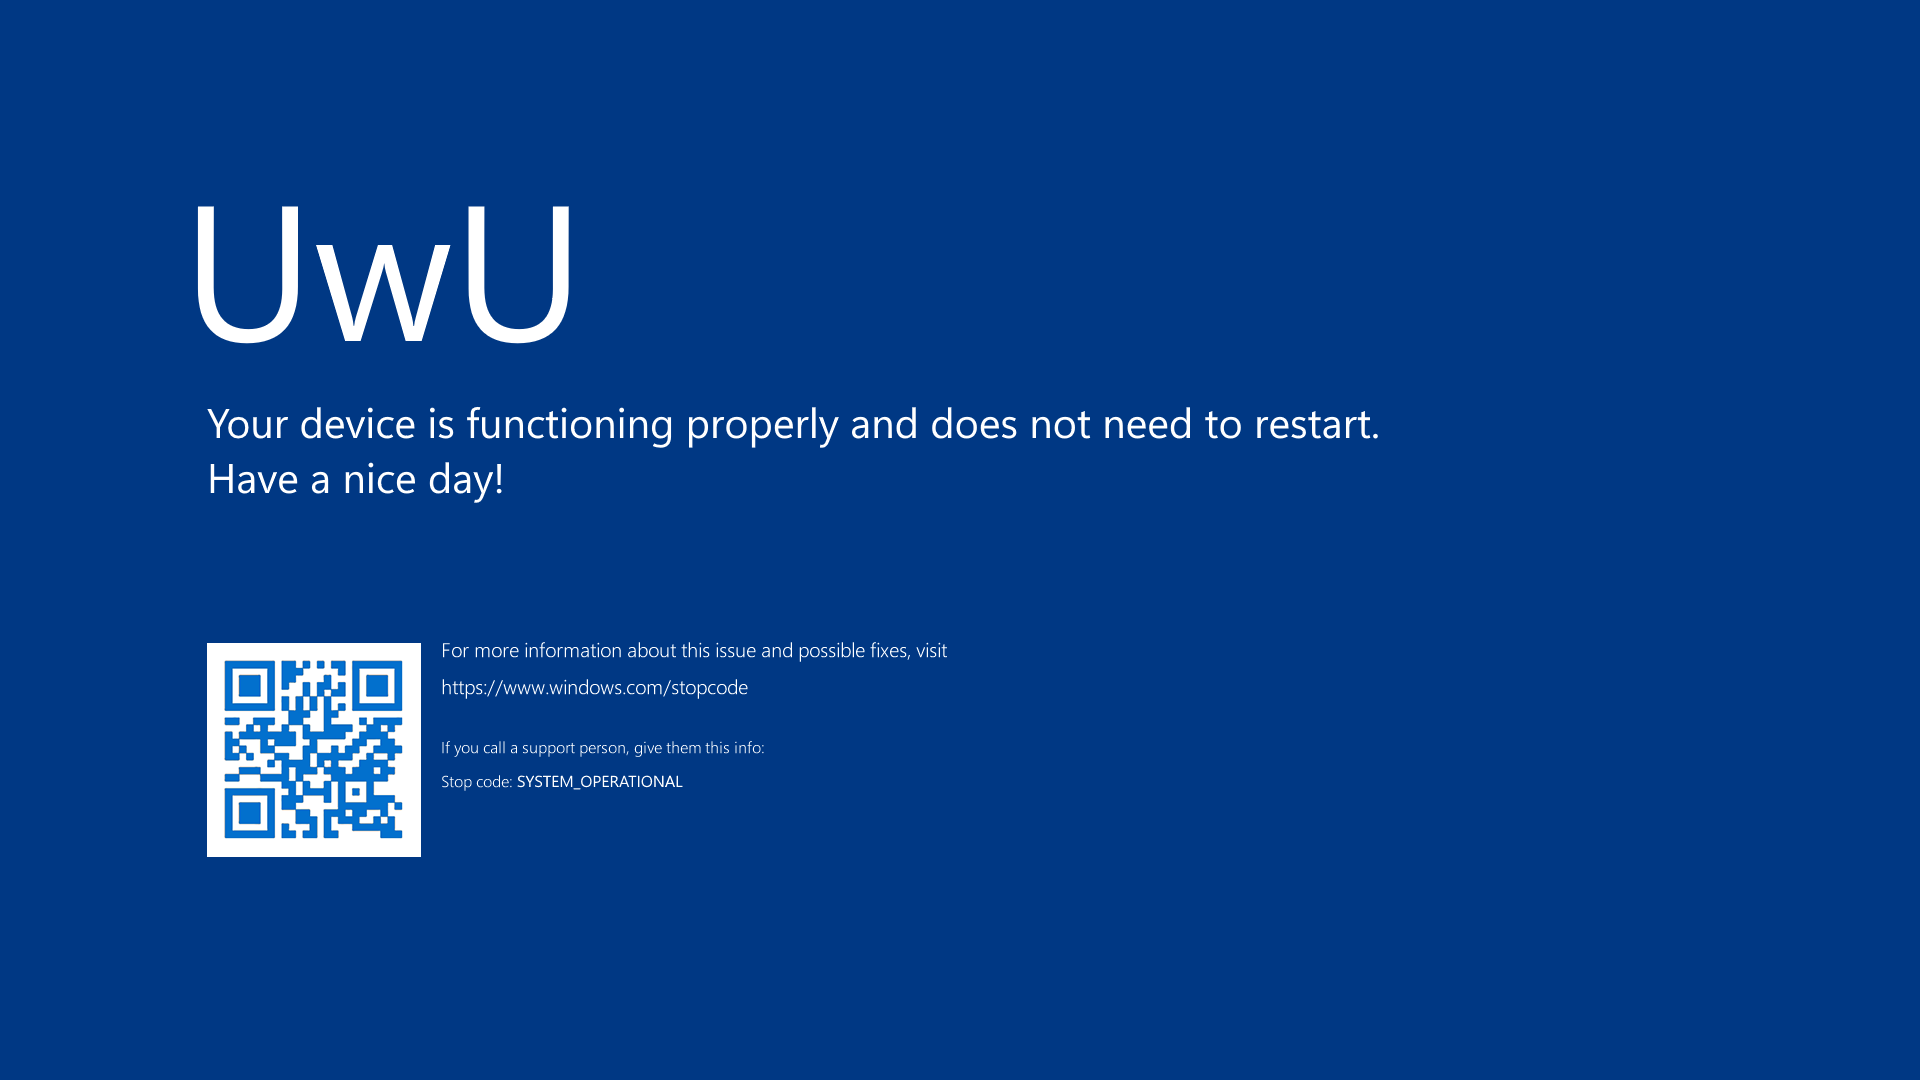 UwU
Your device is functioning properly and does not need to restart.
Have a nice day!
For more information about this issue and possible fixes, visit
https://www.windows.com/stopcode
If you call a support person, give them this info:
Stop code: SYSTEM_OPERATIONAL